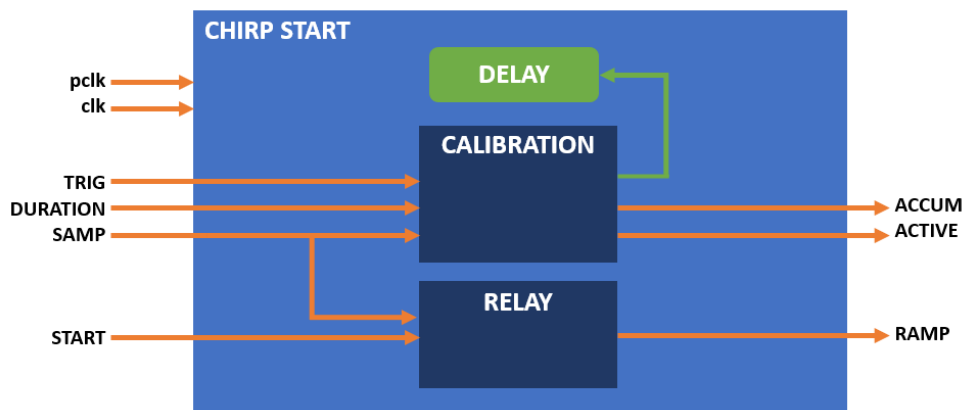 CHIRP START
DELAY
pclk
clk
CALIBRATION
TRIG
DURATION
SAMP
ACCUM
ACTIVE
RELAY
START
RAMP